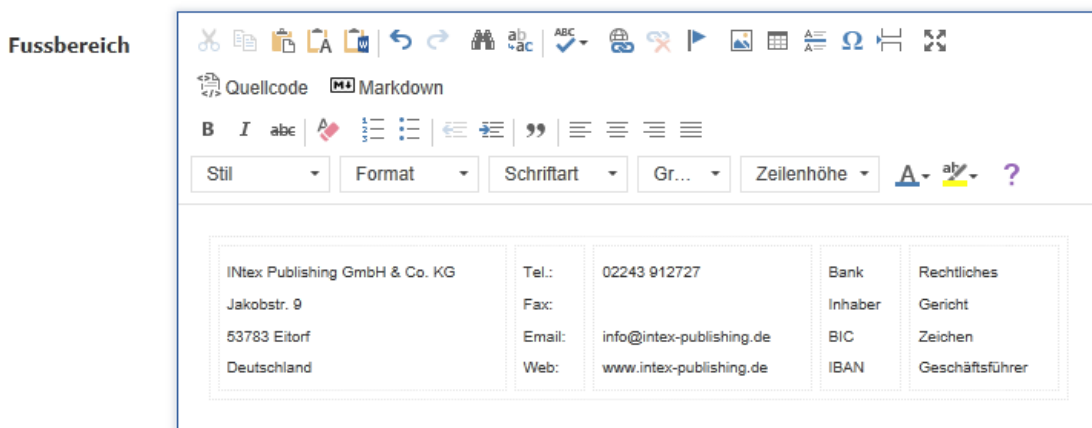 Fussbereich
Quellcode Markdown
B I abc
Stil Format Schriftart Gr... Zeilenhöhe A ab ?
INtex Publishing GmbH & Co. KG Tel.: 02243 912727 Bank Rechtliches
Jakobstr. 9 Fax: Inhaber Gericht
53783 Eitorf Email: info@intex-publishing.de BIC Zeichen
Deutschland Web: www.intex-publishing.de IBAN Geschäftsführer